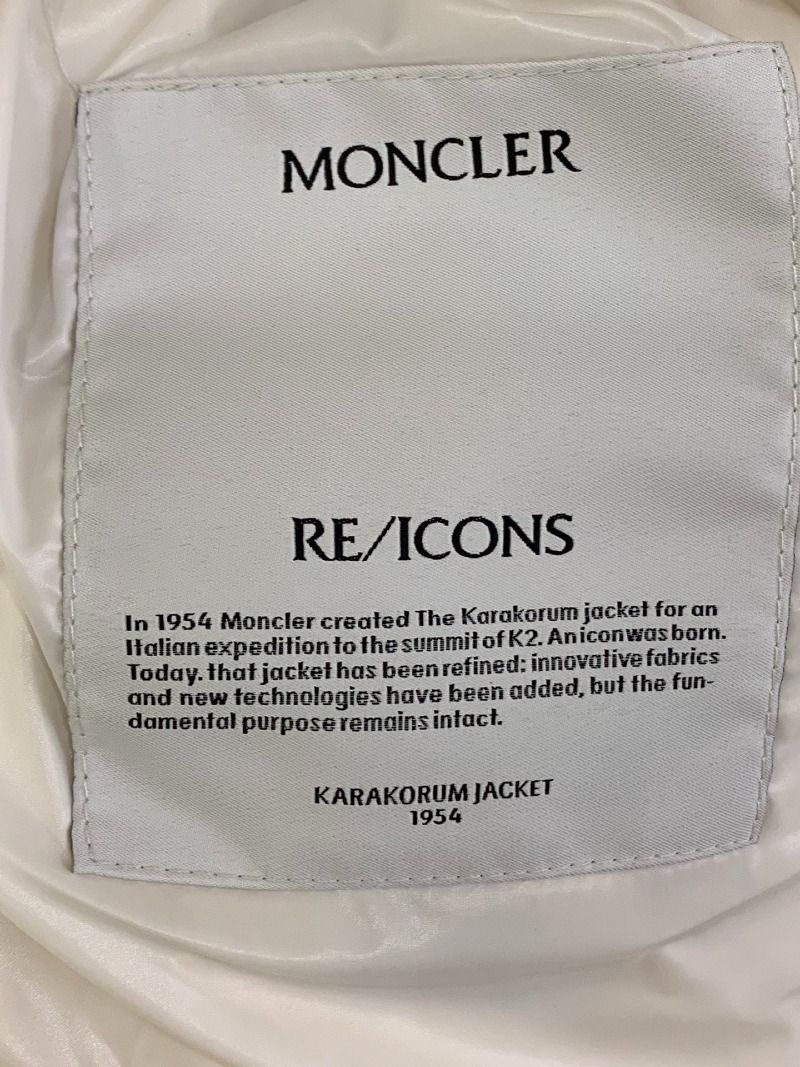 MONCLER
RE/ICONS
In 1954 Moncler created The Karakorum jacket for an
Italian expedition to the summit of K2. An icon was born.
Today. that jacket has been refined: innovative fabrics
and new technologies have been added, but the fun-
damental purpose remains intact.
KARAKORUM JACKET
1954